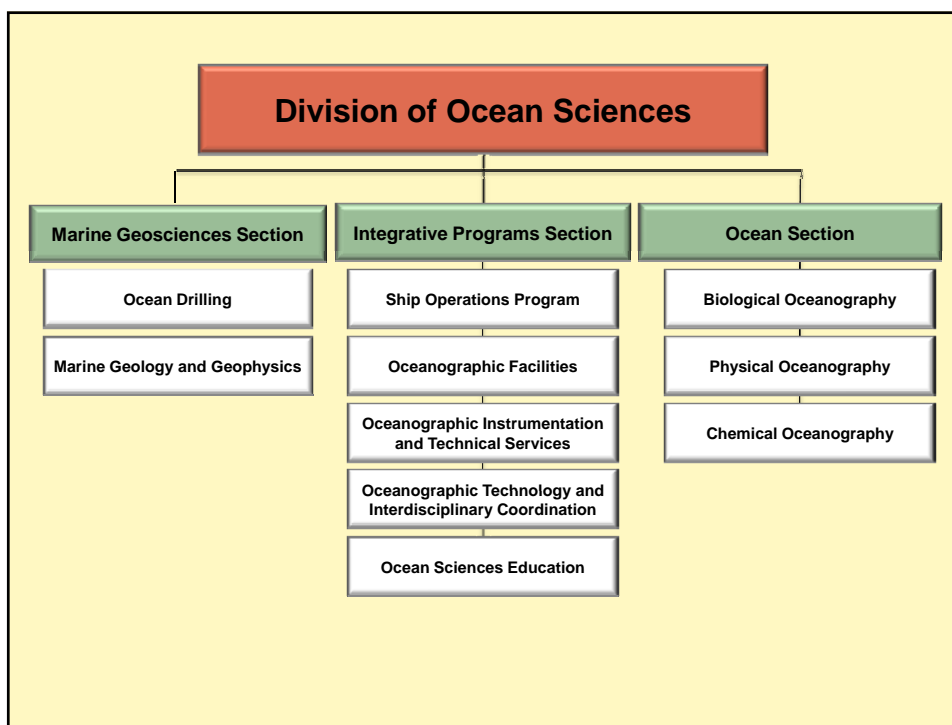 Division of Ocean Sciences
Marine Geosciences Section
Ocean Drilling
Marine Geology and Geophysics
Integrative Programs Section
Ship Operations Program
Oceanographic Facilities
Oceanographic Instrumentation
and Technical Services
Oceanographic Technology and
Interdisciplinary Coordination
Ocean Sciences Education
Ocean Section
Biological Oceanography
Physical Oceanography
Chemical Oceanography